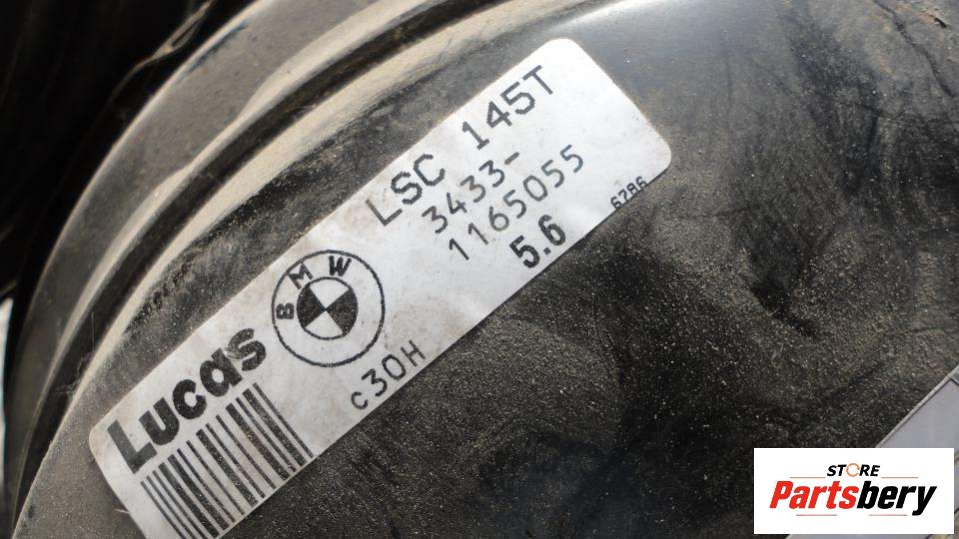 LSC 145T
3433-
1165055
5.6
6286
BMW
Lucas
c30H
STORE
Partsbery